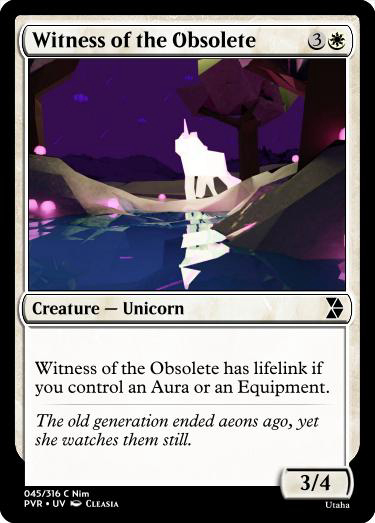 Witness of the Obsolete 3
Creature — Unicorn
Witness of the Obsolete has lifelink if
you control an Aura or an Equipment.
The old generation ended aeons ago, yet
she watches them still.
3/4
045/316 C Nim
PVR • UV Cleasia
Utaha